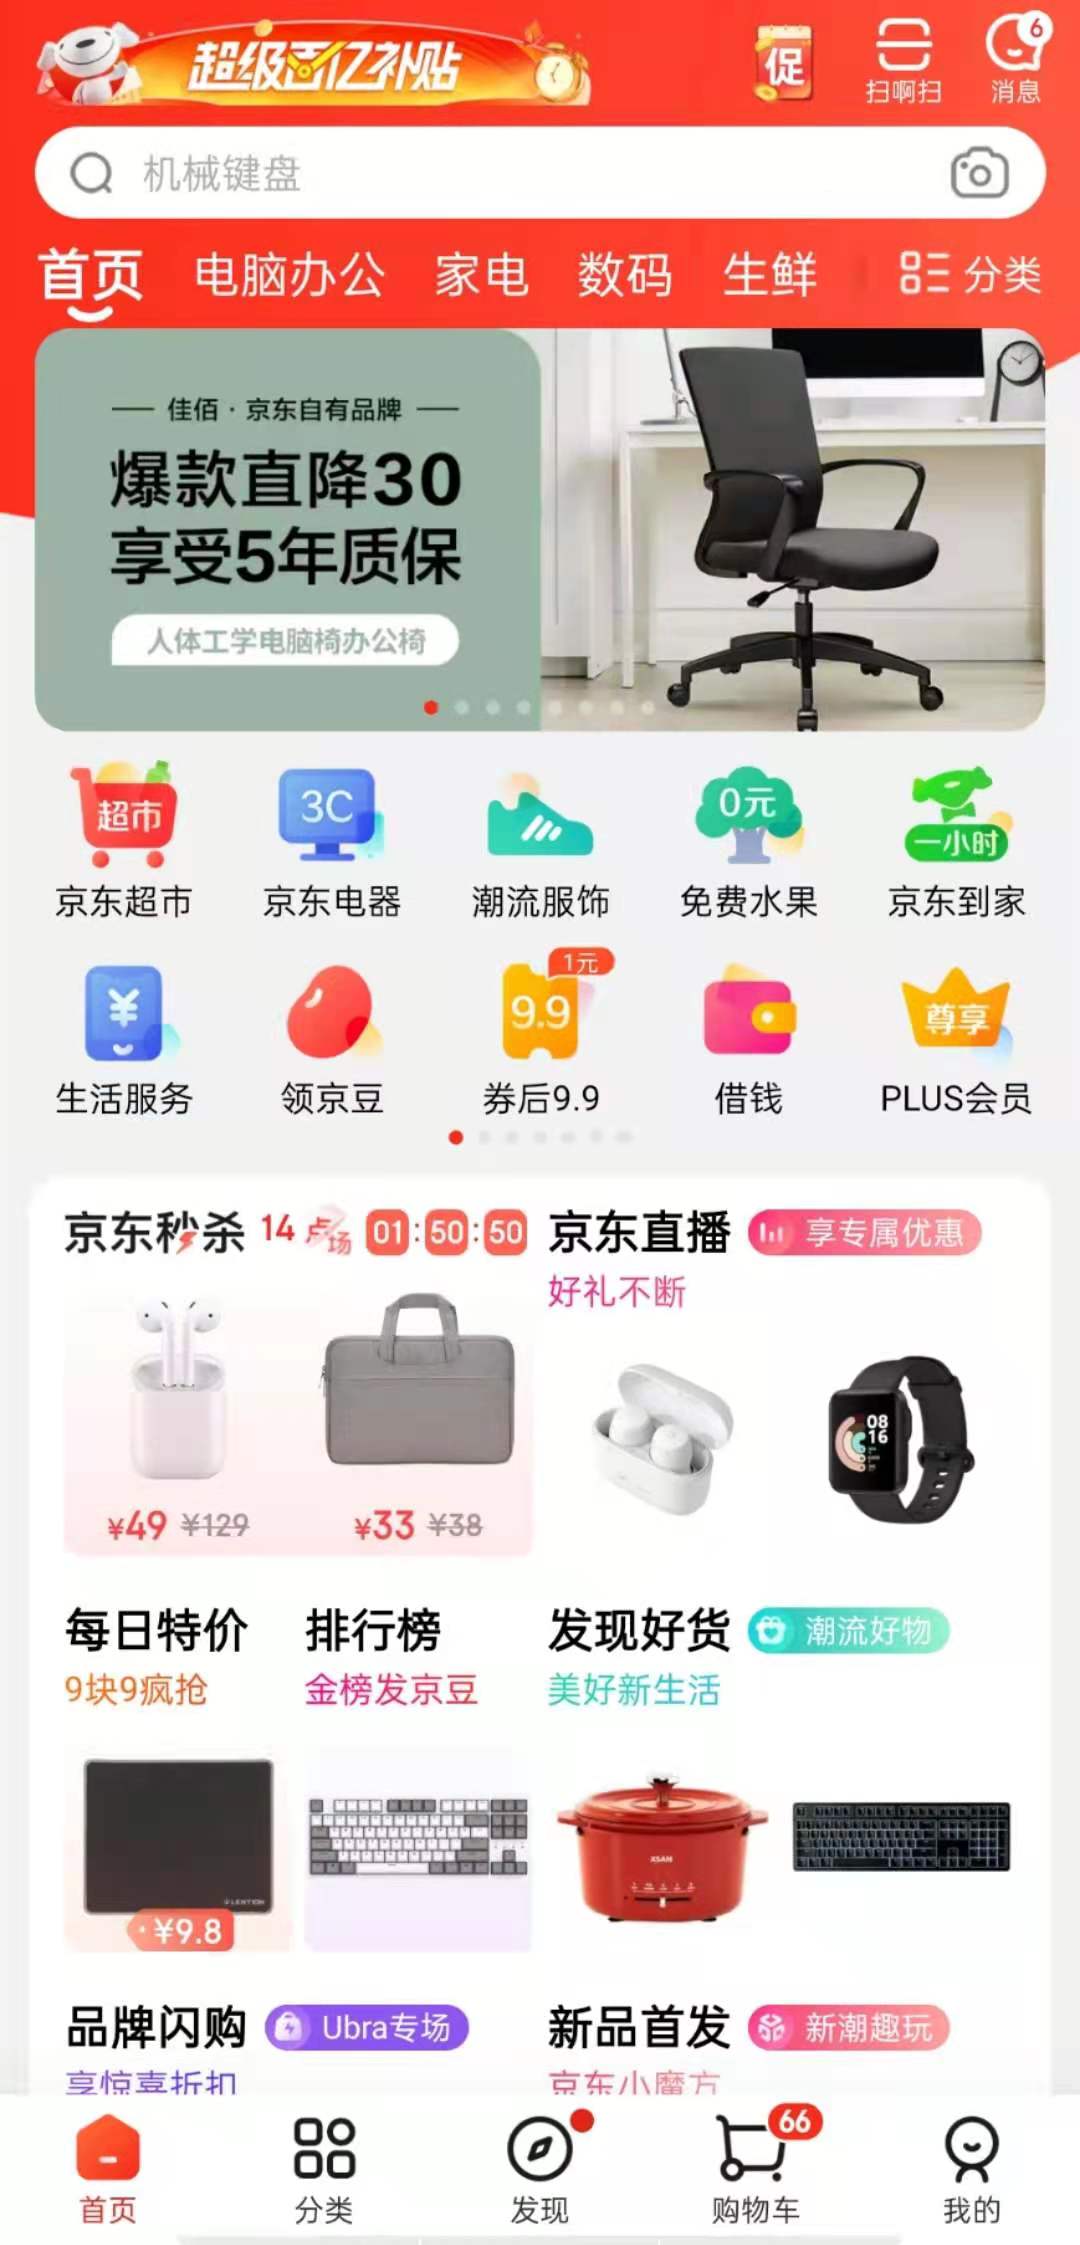 超级百亿补贴
促
扫啊扫
6
消息
机械键盘
首页 电脑办公 家电 数码 生鲜 分类
佳佰·京东自有品牌
爆款直降30
享受5年质保
人体工学电脑椅办公椅
超市 3C 0元 一小时
京东超市 京东电器 潮流服饰 免费水果 京东到家
¥ 9.9 1元 尊享
生活服务 领京豆 券后9.9 借钱 PLUS会员
京东秒杀 14点场 01:50:50
京东直播 享专属优惠
好礼不断
08
16
¥49 ¥129 ¥33 ¥38
每日特价 排行榜 发现好货 潮流好物
9块9疯抢 金榜发京豆 美好新生活
LENTION
¥9.8
XSAN
品牌闪购 Ubra专场 新品首发 新潮趣玩
享惊喜折扣 京东小魔方
66
首页 分类 发现 购物车 我的